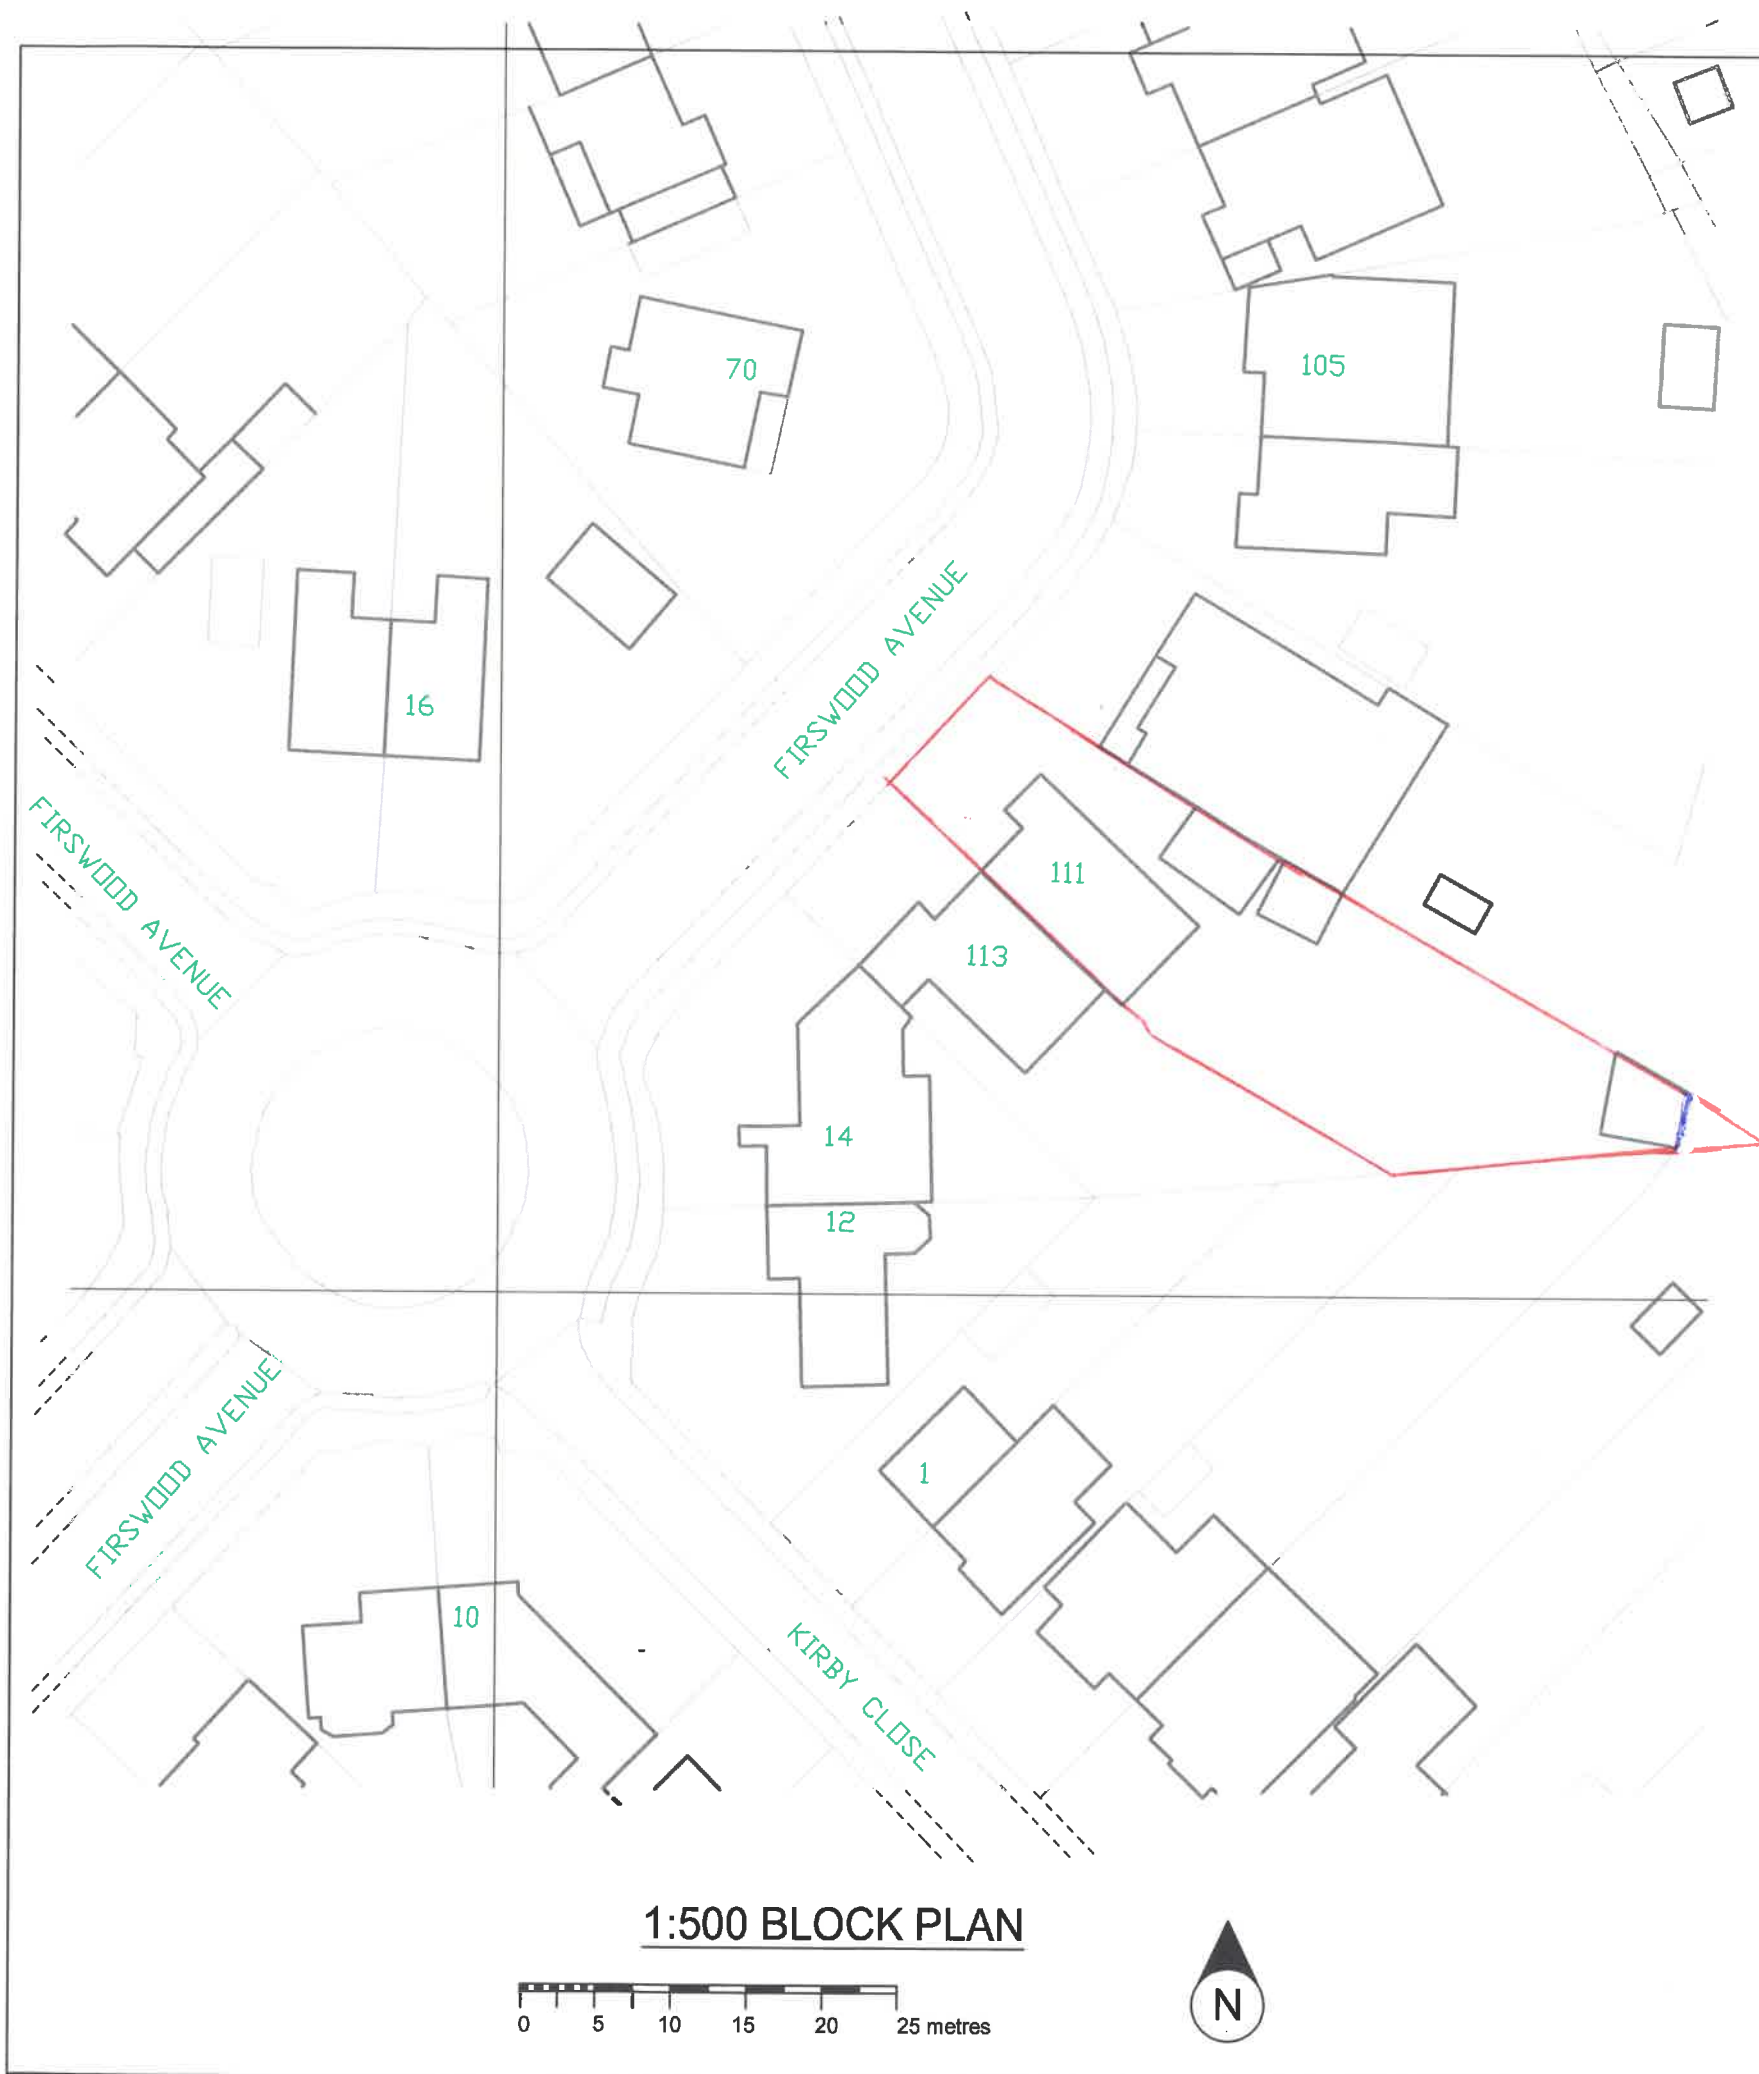 70
105
16
FIRSWOOD AVENUE
FIRSWOOD AVENUE
111
113
14
12
FIRSWOOD AVENUE
1
10
KIRBY CLOSE
1:500 BLOCK PLAN
0 5 10 15 20 25 metres
N